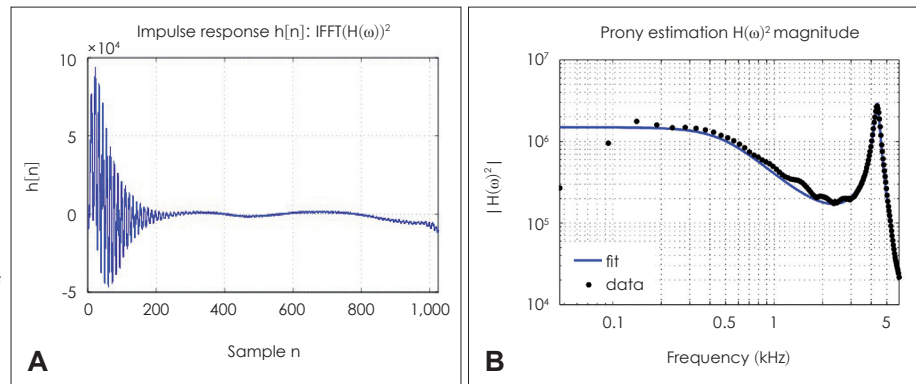 Impulse response h[n]: IFFT(H(ω))²
×10⁴
10
5
0
-5
h[n]
0 200 400 600 800 1,000
Sample n
A
Prony estimation H(ω)² magnitude
10⁷
10⁶
10⁵
10⁴
| H(ω)² |
fit
data
0.1 0.5 1 5
Frequency (kHz)
B